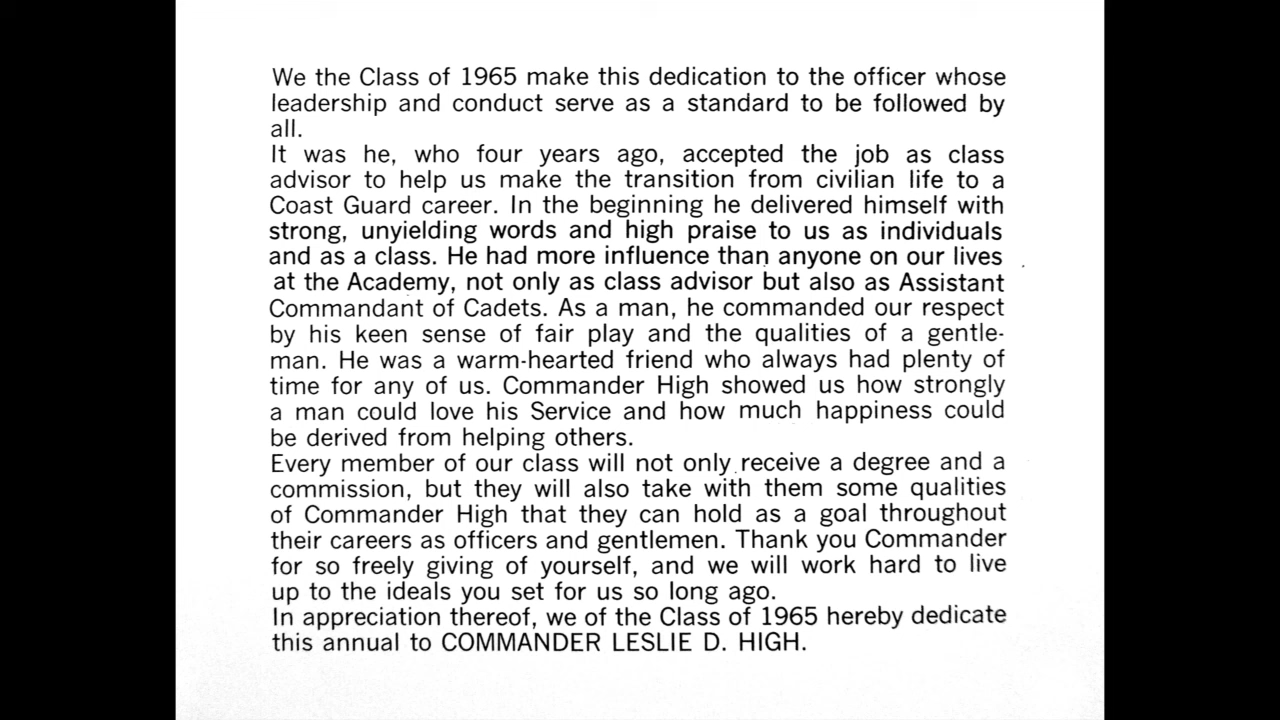 We the Class of 1965 make this dedication to the officer whose
leadership and conduct serve as a standard to be followed by
all.
It was he, who four years ago, accepted the job as class
advisor to help us make the transition from civilian life to a
Coast Guard career. In the beginning he delivered himself with
strong, unyielding words and high praise to us as individuals
and as a class. He had more influence than anyone on our lives
at the Academy, not only as class advisor but also as Assistant
Commandant of Cadets. As a man, he commanded our respect
by his keen sense of fair play and the qualities of a gentle-
man. He was a warm-hearted friend who always had plenty of
time for any of us. Commander High showed us how strongly
a man could love his Service and how much happiness could
be derived from helping others.
Every member of our class will not only receive a degree and a
commission, but they will also take with them some qualities
of Commander High that they can hold as a goal throughout
their careers as officers and gentlemen. Thank you Commander
for so freely giving of yourself, and we will work hard to live
up to the ideals you set for us so long ago.
In appreciation thereof, we of the Class of 1965 hereby dedicate
this annual to COMMANDER LESLIE D. HIGH.